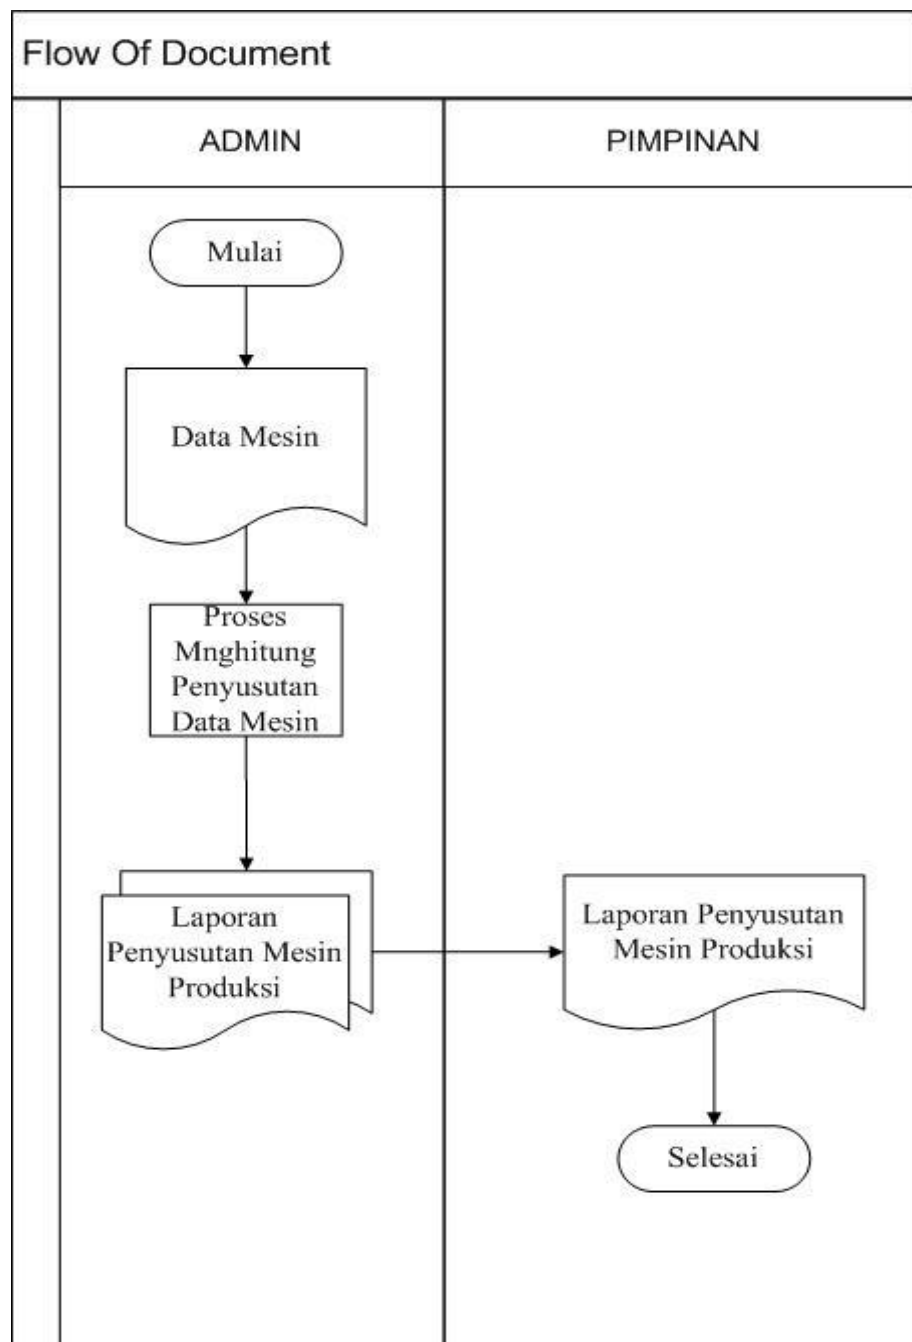 Flow Of Document
ADMIN
PIMPINAN
Mulai
Data Mesin
Proses
Mnghitung
Penyusutan
Data Mesin
Laporan
Penyusutan Mesin
Produksi
Laporan Penyusutan
Mesin Produksi
Selesai